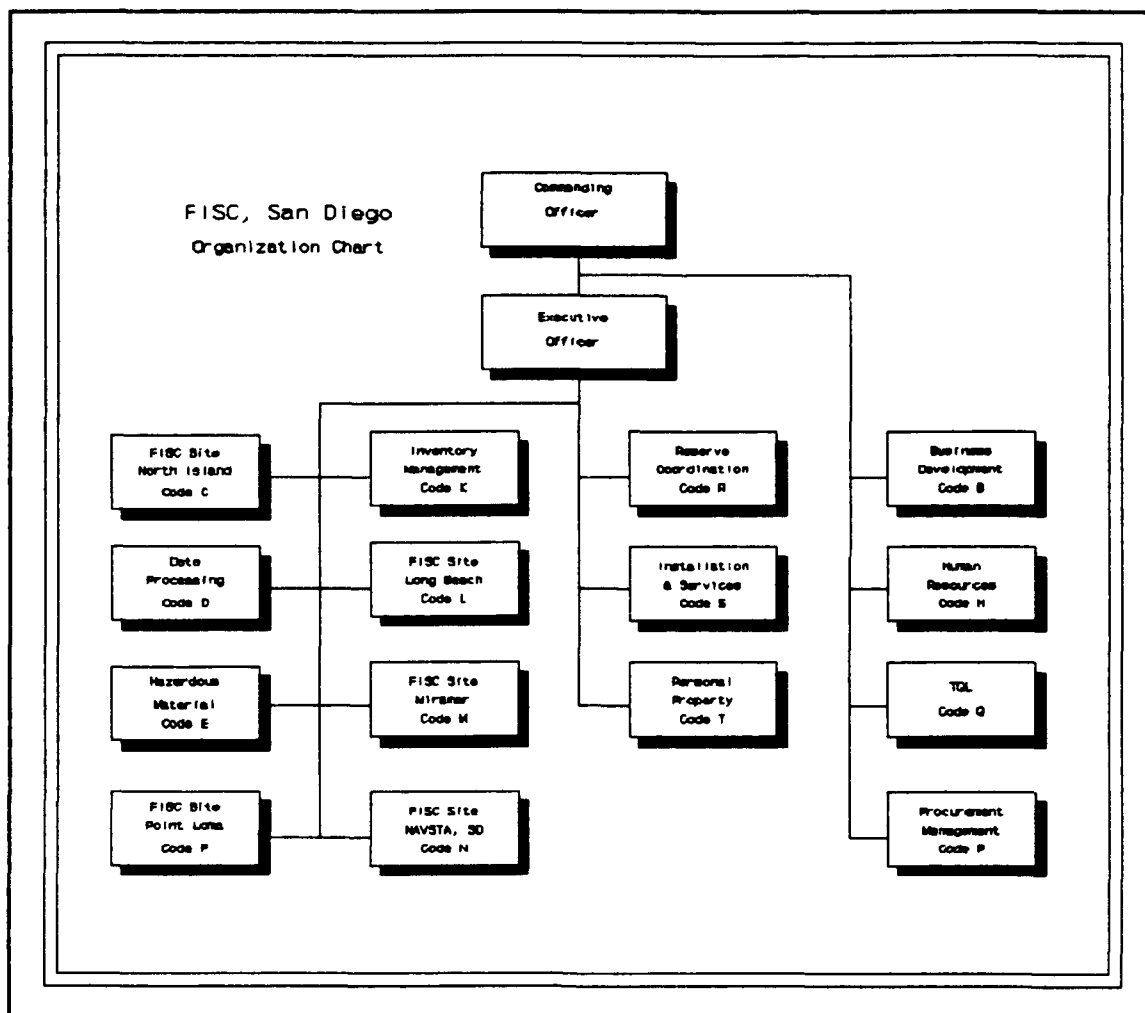 Commanding
Officer
FISC, San Diego
Organization Chart
Executive
Officer
FISC Site
North Island
Code C
Inventory
Management
Code K
Reserve
Coordination
Code R
Business
Development
Code B
Data
Processing
Code D
FISC Site
Long Beach
Code L
Installation
& Services
Code S
Human
Resources
Code H
Hazardous
Material
Code E
FISC Site
Miramar
Code M
Personal
Property
Code T
TQL
Code Q
FISC Site
Point Loma
Code
FISC Site
NAVSTA, SD
Code N
Procurement
Management
Code P